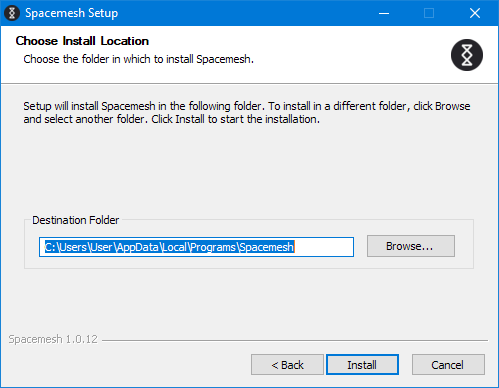 Spacemesh Setup
Choose Install Location
Choose the folder in which to install Spacemesh.
Setup will install Spacemesh in the following folder. To install in a different folder, click Browse
and select another folder. Click Install to start the installation.
Destination Folder
C:\Users\User\AppData\Local\Programs\Spacemesh
Browse...
Spacemesh 1.0.12
< Back
Install
Cancel